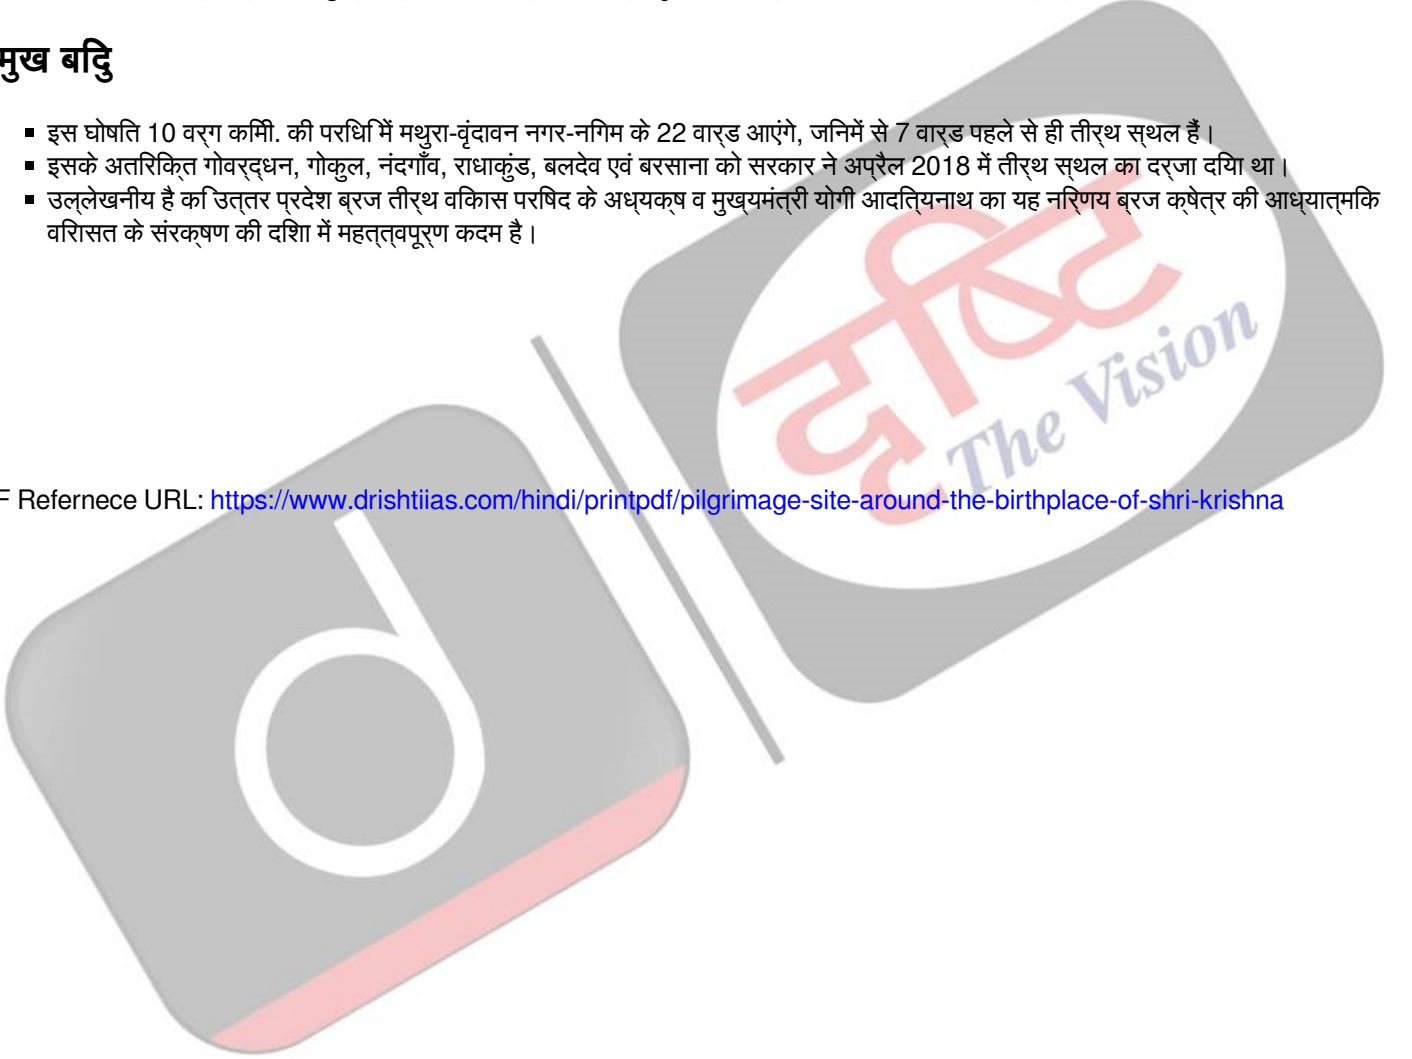 मुख बिंदु
इस घोषित 10 वर्ग किमी. की परिधि में मथुरा-वृंदावन नगर-निगम के 22 वार्ड आएंगे, जिनमें से 7 वार्ड पहले से ही तीर्थ स्थल हैं।
इसके अतिरिक्त गोवर्द्धन, गोकुल, नंदगाँव, राधाकुंड, बलदेव एवं बरसाना को सरकार ने अप्रैल 2018 में तीर्थ स्थल का दर्जा दिया था।
उल्लेखनीय है कि उत्तर प्रदेश ब्रज तीर्थ विकास परिषद के अध्यक्ष व मुख्यमंत्री योगी आदित्यनाथ का यह निर्णय ब्रज क्षेत्र की आध्यात्मिक
विरासत के संरक्षण की दिशा में महत्त्वपूर्ण कदम है।
दृष्टि
The Vision
F Refernece URL: https://www.drishtiias.com/hindi/printpdf/pilgrimage-site-around-the-birthplace-of-shri-krishna